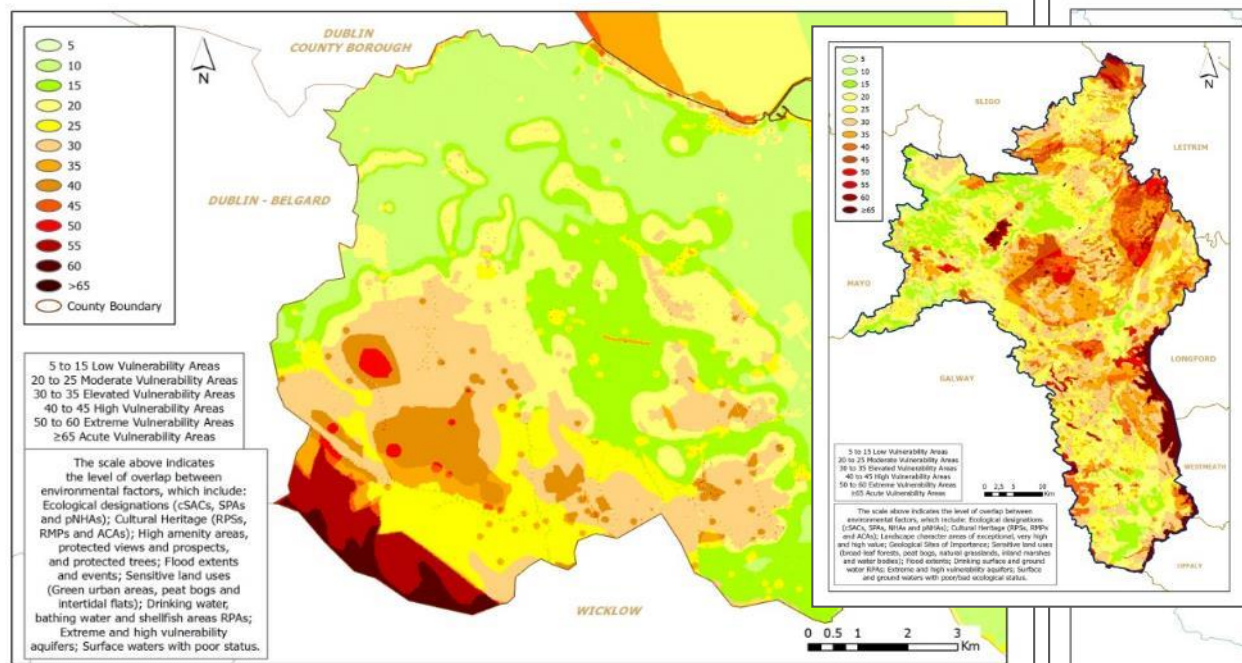 DUBLIN
COUNTY BOROUGH
N
5
10
15
20
25
30
35
40
45
50
55
60
>65
County Boundary
DUBLIN - BELGARD
5 to 15 Low Vulnerability Areas
20 to 25 Moderate Vulnerability Areas
30 to 35 Elevated Vulnerability Areas
40 to 45 High Vulnerability Areas
50 to 60 Extreme Vulnerability Areas
≥65 Acute Vulnerability Areas
The scale above indicates
the level of overlap between
environmental factors, which include:
Ecological designations (cSACs, SPAs
and pNHAs); Cultural Heritage (RPSs,
RMPs and ACAs); High amenity areas,
protected views and prospects,
and protected trees; Flood extents
and events; Sensitive land uses
(Green urban areas, peat bogs and
intertidal flats); Drinking water,
bathing water and shellfish areas RPAs;
Extreme and high vulnerability
aquifers; Surface waters with poor status.
WICKLOW
0 0.5 1 2 3
Km
5
10
15
20
25
30
35
40
45
50
55
60
≥65
N
SLIGO
LEITRIM
MAYO
LONGFORD
GALWAY
WESTMEATH
5 to 15 Low Vulnerability Areas
20 to 25 Moderate Vulnerability Areas
30 to 35 Elevated Vulnerability Areas
40 to 45 High Vulnerability Areas
50 to 60 Extreme Vulnerability Areas
≥65 Acute Vulnerability Areas
0 2.5 5 10
Km
The scale above indicates the level of overlap between
environmental factors, which include: Ecological designations
(cSACs, SPAs, NHAs and pNHAs); Cultural Heritage (RPSs, RMPs
and ACAs); Landscape character areas of exceptional, very high
and high value; Geological Sites of Importance; Sensitive land uses
(broad-leaf forests, peat bogs, natural grasslands, inland marshes
and water bodies); Flood extents; Drinking surface and ground
water RPAs; Extreme and high vulnerability aquifers; Surface
and ground waters with poor/bad ecological status.